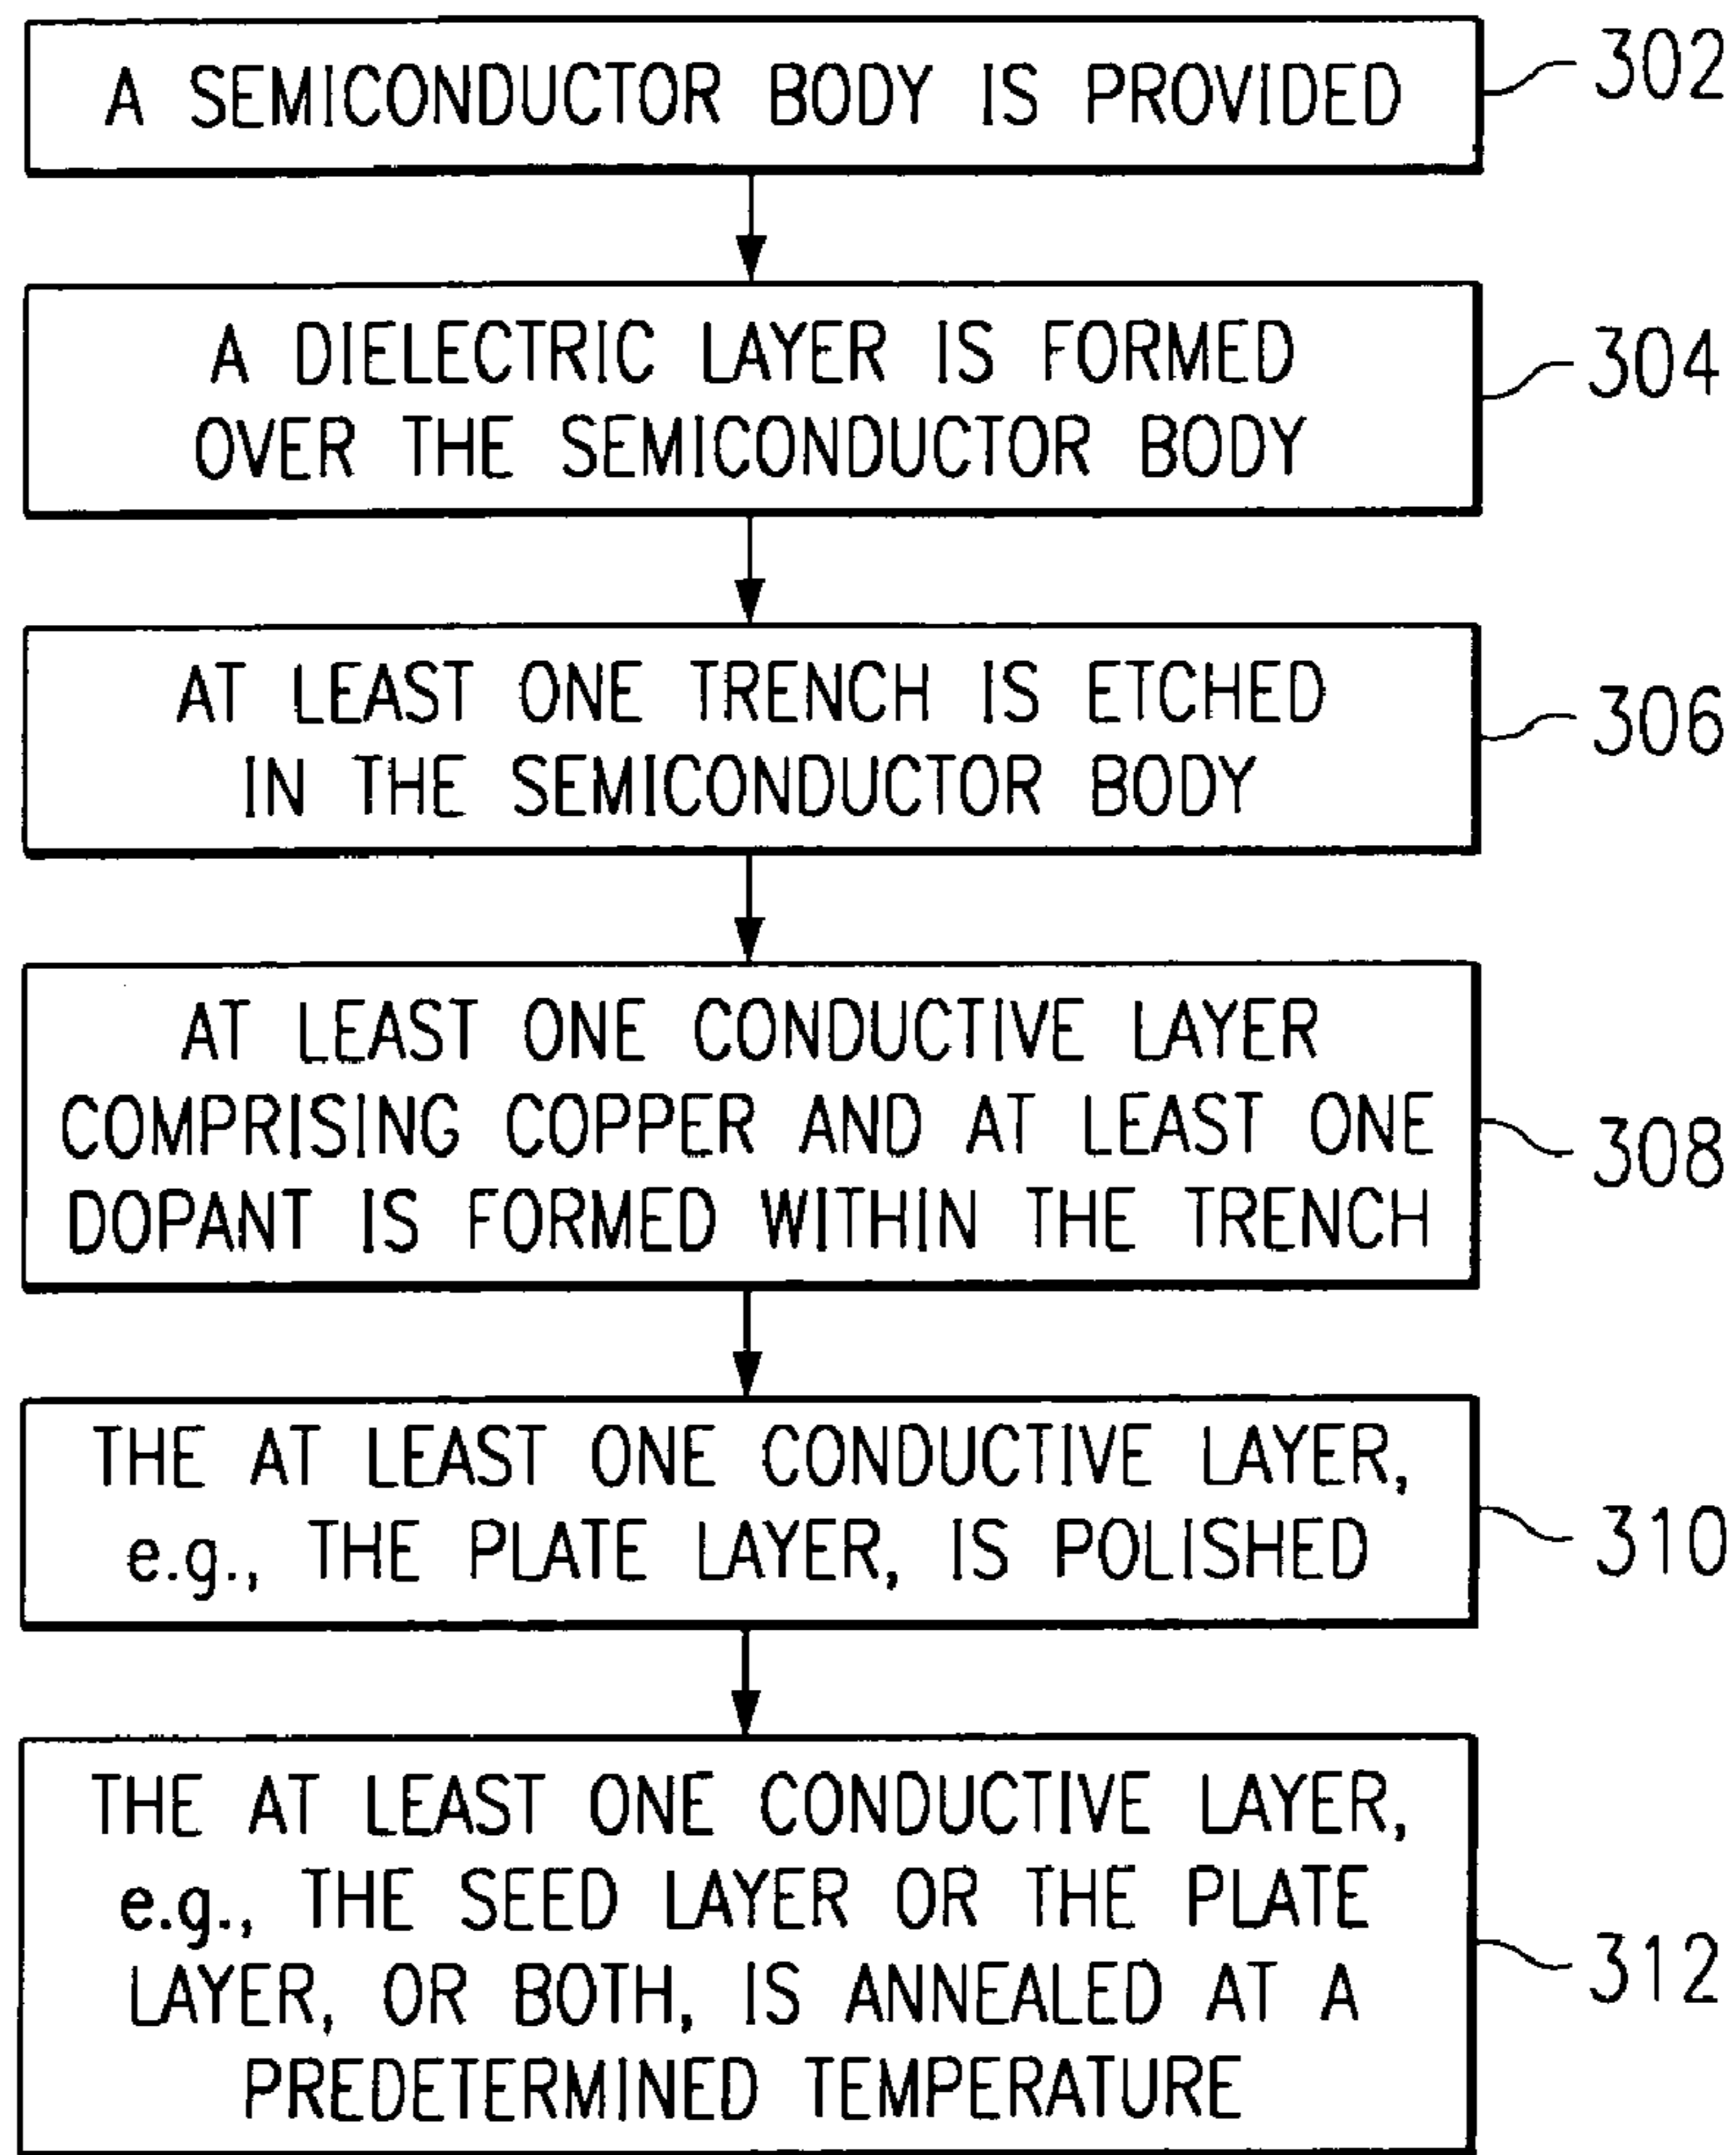 A SEMICONDUCTOR BODY IS PROVIDED
302
A DIELECTRIC LAYER IS FORMED
OVER THE SEMICONDUCTOR BODY
304
AT LEAST ONE TRENCH IS ETCHED
IN THE SEMICONDUCTOR BODY
306
AT LEAST ONE CONDUCTIVE LAYER
COMPRISING COPPER AND AT LEAST ONE
DOPANT IS FORMED WITHIN THE TRENCH
308
THE AT LEAST ONE CONDUCTIVE LAYER,
e.g., THE PLATE LAYER, IS POLISHED
310
THE AT LEAST ONE CONDUCTIVE LAYER,
e.g., THE SEED LAYER OR THE PLATE
LAYER, OR BOTH, IS ANNEALED AT A
PREDETERMINED TEMPERATURE
312